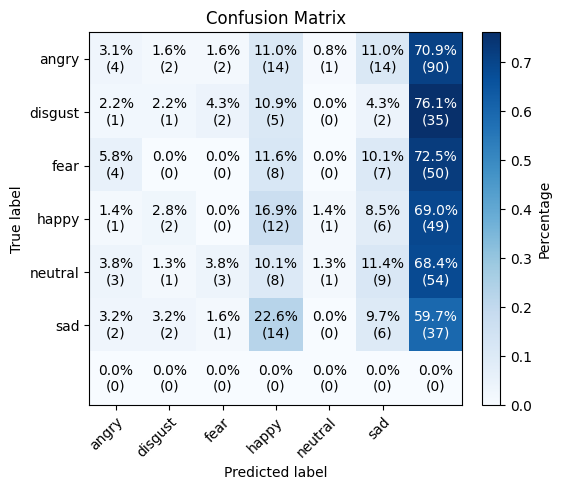 Confusion Matrix
angry 3.1% 1.6% 1.6% 11.0% 0.8% 11.0% 70.9%
(4) (2) (2) (14) (1) (14) (90)
disgust 2.2% 2.2% 4.3% 10.9% 0.0% 4.3% 76.1%
(1) (1) (2) (5) (0) (2) (35)
fear 5.8% 0.0% 0.0% 11.6% 0.0% 10.1% 72.5%
(4) (0) (0) (8) (0) (7) (50)
happy 1.4% 2.8% 0.0% 16.9% 1.4% 8.5% 69.0%
(1) (2) (0) (12) (1) (6) (49)
neutral 3.8% 1.3% 3.8% 10.1% 1.3% 11.4% 68.4%
(3) (1) (3) (8) (1) (9) (54)
sad 3.2% 3.2% 1.6% 22.6% 0.0% 9.7% 59.7%
(2) (2) (1) (14) (0) (6) (37)
0.0% 0.0% 0.0% 0.0% 0.0% 0.0% 0.0%
(0) (0) (0) (0) (0) (0) (0)
angry disgust fear happy neutral sad
Predicted label
True label
0.7
0.6
0.5
0.4
0.3
0.2
0.1
0.0
Percentage